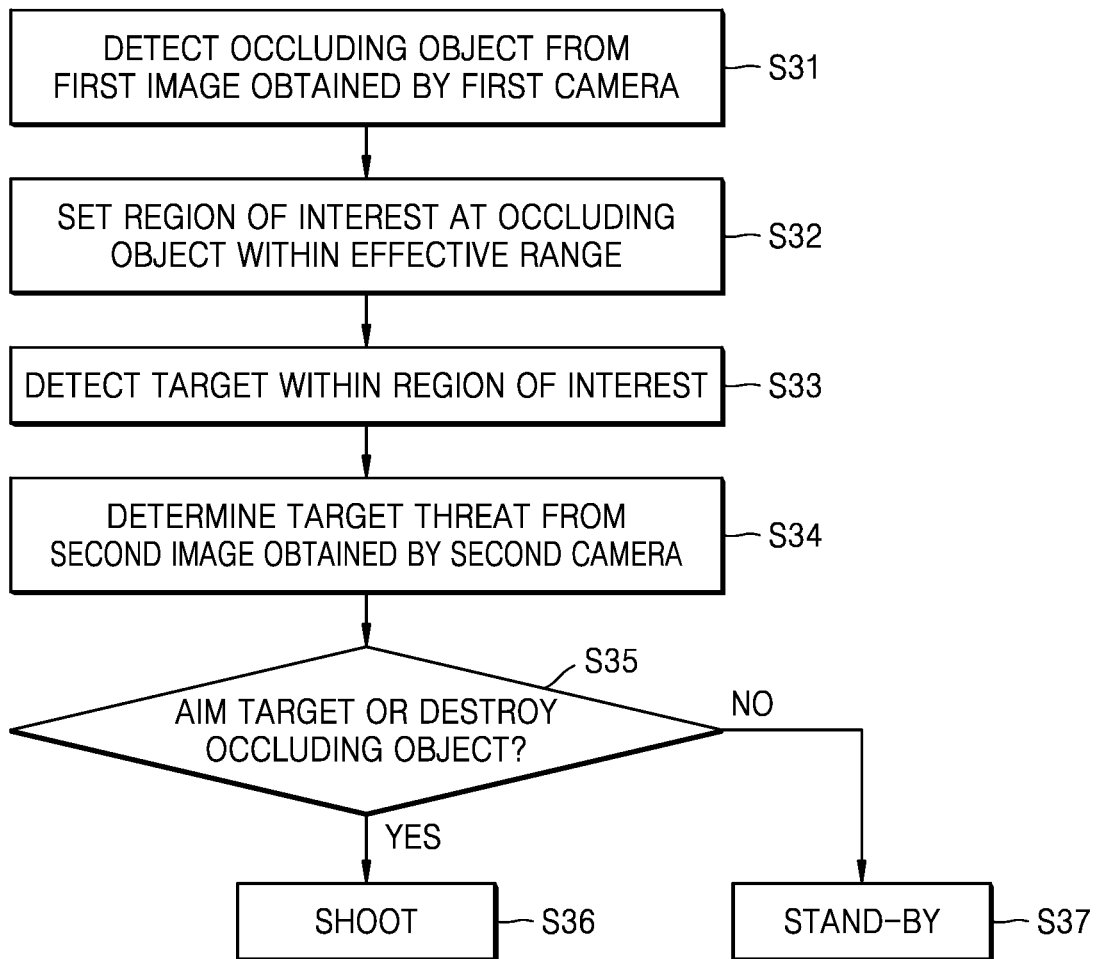 DETECT OCCLUDING OBJECT FROM
FIRST IMAGE OBTAINED BY FIRST CAMERA
S31
SET REGION OF INTEREST AT OCCLUDING
OBJECT WITHIN EFFECTIVE RANGE
S32
DETECT TARGET WITHIN REGION OF INTEREST
S33
DETERMINE TARGET THREAT FROM
SECOND IMAGE OBTAINED BY SECOND CAMERA
S34
S35
AIM TARGET OR DESTROY
OCCLUDING OBJECT?
NO
YES
SHOOT
S36
STAND-BY
S37